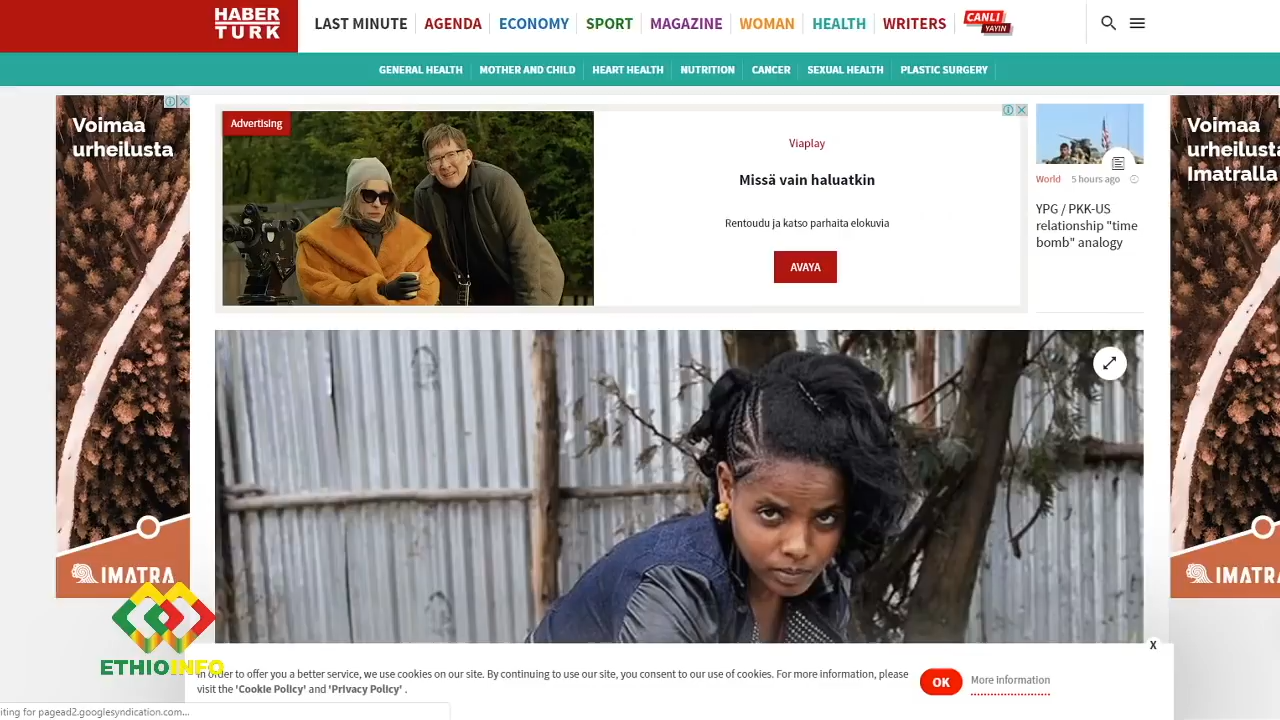 HABER
TURK
LAST MINUTE
AGENDA
ECONOMY
SPORT
MAGAZINE
WOMAN
HEALTH
WRITERS
CANLI
YAYIN
GENERAL HEALTH
MOTHER AND CHILD
HEART HEALTH
NUTRITION
CANCER
SEXUAL HEALTH
PLASTIC SURGERY
Voimaa
urheilusta
IMATRA
Advertising
Viaplay
Missä vain haluatkin
Rentoudu ja katso parhaita elokuvia
AVAYA
World
5 hours ago
YPG / PKK-US
relationship "time
bomb" analogy
Voimaa
urheilusta
Imatralla
IMATRA
ETHIOINFO
In order to offer you a better service, we use cookies on our site. By continuing to use our site, you consent to our use of cookies. For more information, please
visit the 'Cookie Policy' and 'Privacy Policy' .
OK
More information
X
iting for pagead2.googlesyndication.com...